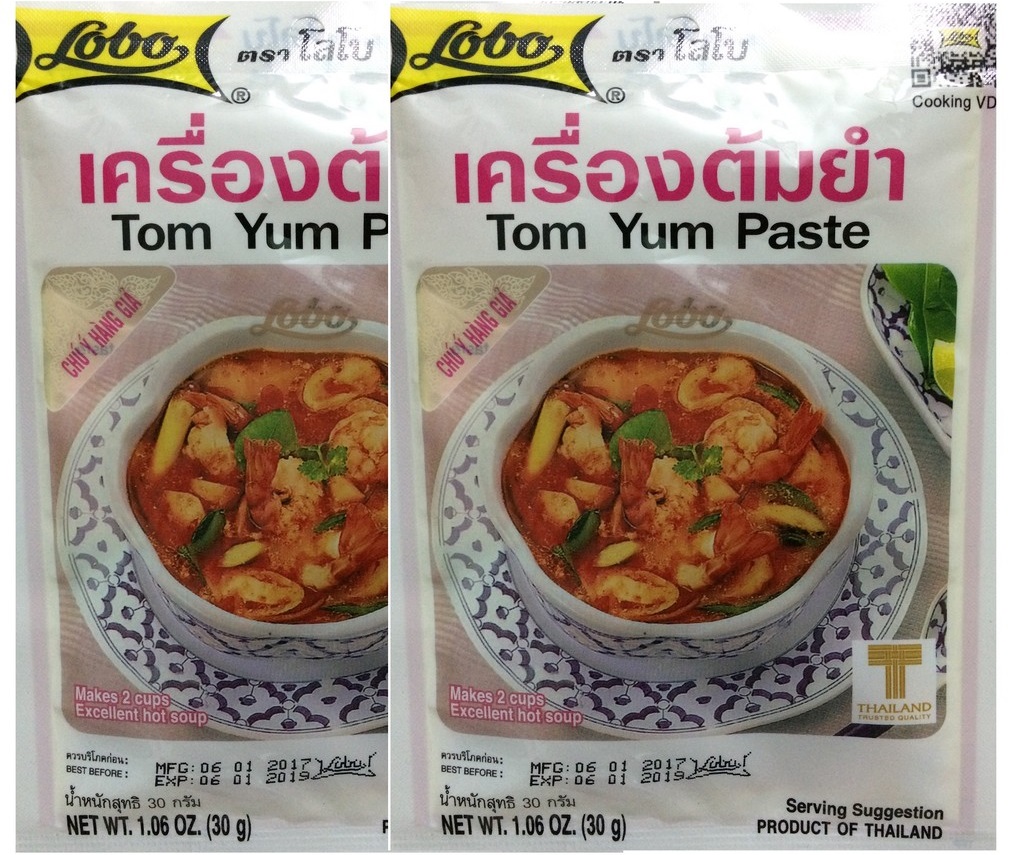 Lobo
ตรา โลโบ
®
เครื่องต้
Tom Yum P
CHÚ Ý HÀNG GIẢ
Lobo
Makes 2 cups
Excellent hot soup
ควรบริโภคก่อน:
BEST BEFORE :
MFG: 06 01 2017 Lobo
EXP: 06 01 2019
น้ำหนักสุทธิ 30 กรัม
NET WT. 1.06 OZ. (30 g)
Lobo
ตรา โลโบ
®
Cooking VD
เครื่องต้มยำ
Tom Yum Paste
CHÚ Ý HÀNG GIẢ
Lobo
Makes 2 cups
Excellent hot soup
T
THAILAND
TRUSTED QUALITY
ควรบริโภคก่อน:
BEST BEFORE :
MFG: 06 01 2017 Lobo
EXP: 06 01 2019
น้ำหนักสุทธิ 30 กรัม
NET WT. 1.06 OZ. (30 g)
Serving Suggestion
PRODUCT OF THAILAND